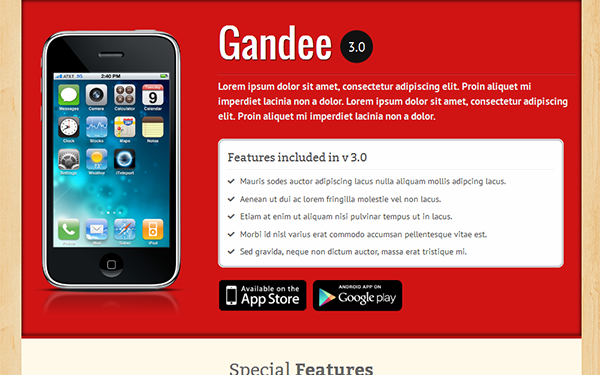 Gandee 3.0
Lorem ipsum dolor sit amet, consectetur adipiscing elit. Proin aliquet mi
imperdiet lacinia non a dolor. Lorem ipsum dolor sit amet, consectetur adipiscing
elit. Proin aliquet mi imperdiet lacinia non a dolor.
Features included in v 3.0
Mauris sodes auctor adipiscing lacus nulla aliquam mollis adipcing lacus.
Aenean ut dui ac lorem fringilla molestie vel non lacus.
Etiam at enim ut aliquam nisi pulvinar tempus ut in lacus.
Morbi id nisl varius erat commodo accumsan pellentesque vitae est.
Sed gravida, neque non dictum auctor, massa erat tristique mi.
Available on the
App Store
ANDROID APP ON
Google play
Special Features
AT&T 3G 2:40 PM
Messages Camera Calculator Calendar
Clock Stocks Maps Notes
Settings Weather
Phone Mail Safari iPod
Tuesday
9